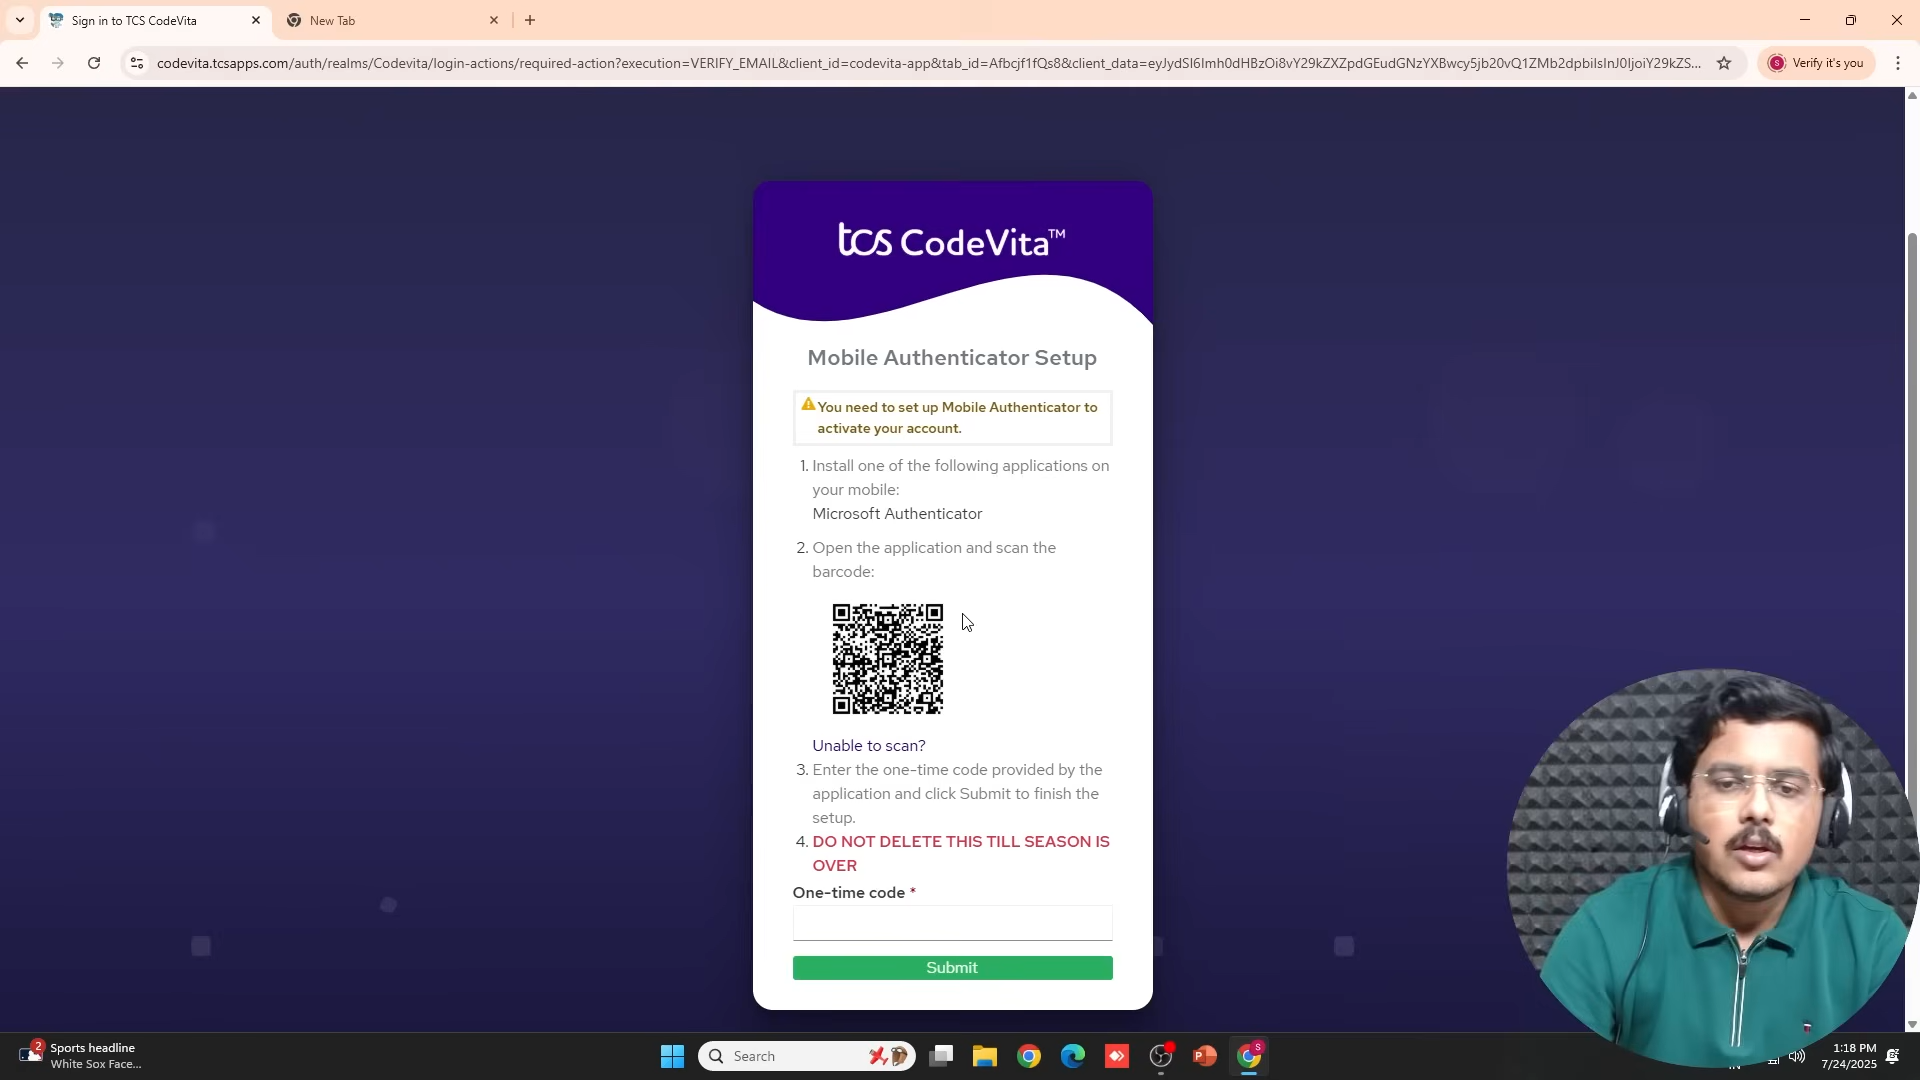 Sign in to TCS CodeVita
New Tab
codevita.tcsapps.com/auth/realms/Codevita/login-actions/required-action?execution=VERIFY_EMAIL&client_id=codevita-app&tab_id=Afbcjf1fQs8&client_data=eyJydSI6Imh0dHBzOi8vY29kZXZpdGEudGNzYXBwcy5jb20vQ1ZMb2dpbiIsInJ0IjoiY29kZS...
Verify it's you
tcs CodeVita™
Mobile Authenticator Setup
You need to set up Mobile Authenticator to
activate your account.
1. Install one of the following applications on
your mobile:
Microsoft Authenticator
2. Open the application and scan the
barcode:
Unable to scan?
3. Enter the one-time code provided by the
application and click Submit to finish the
setup.
4. DO NOT DELETE THIS TILL SEASON IS
OVER
One-time code *
Submit
2
Sports headline
White Sox Face...
Search
S
1:18 PM
7/24/2025